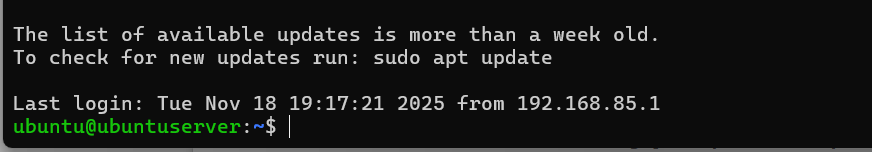 The list of available updates is more than a week old.
To check for new updates run: sudo apt update
Last login: Tue Nov 18 19:17:21 2025 from 192.168.85.1
ubuntu@ubuntuserver:~$